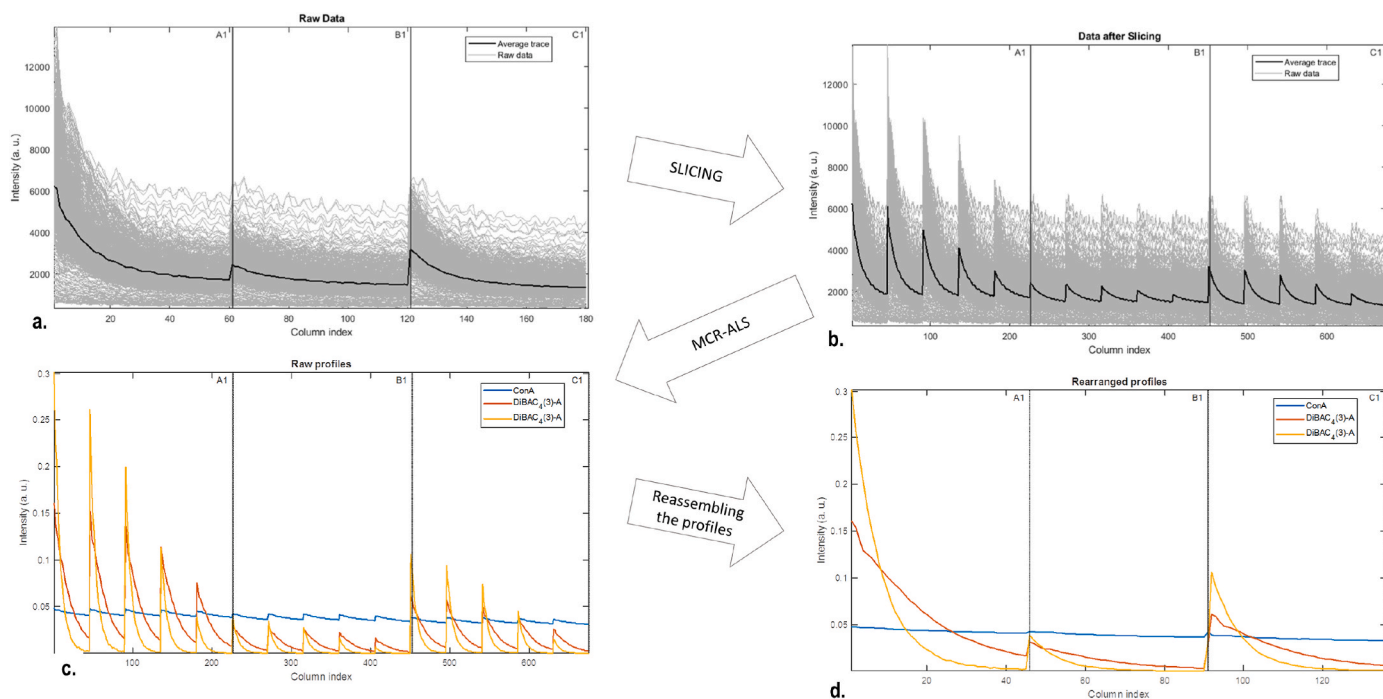 Raw Data
A1 B1 C1
Average trace
Raw data
12000
10000
8000
6000
4000
2000
Intensity (a. u.)
20 40 60 80 100 120 140 160 180
Column index
a.
SLICING
Data after Slicing
A1 B1 C1
Average trace
Raw data
12000
10000
8000
6000
4000
2000
Intensity (a. u.)
100 200 300 400 500 600
Column index
b.
MCR-ALS
Raw profiles
A1 B1 C1
ConA
DiBAC₄(3)-A
DiBAC₄(3)-A
0.3
0.25
0.2
0.15
0.1
0.05
Intensity (a. u.)
100 200 300 400 500 600
Column index
c.
Reassembling
the profiles
Rearranged profiles
A1 B1 C1
ConA
DiBAC₄(3)-A
DiBAC₄(3)-A
0.3
0.25
0.2
0.15
0.1
0.05
Intensity (a. u.)
20 40 60 80 100 120
Column index
d.